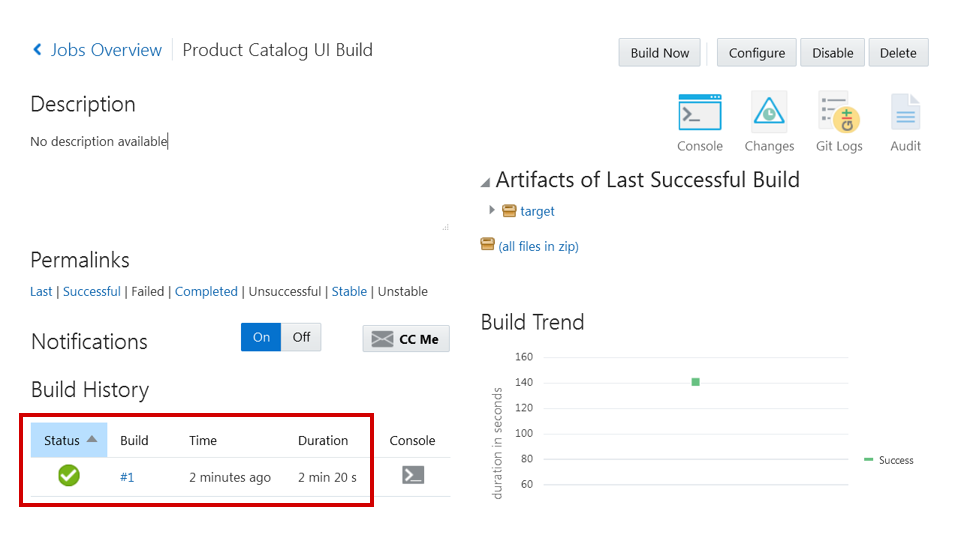 Jobs Overview Product Catalog UI Build
Build Now Configure Disable Delete
Description
No description available
Console Changes Git Logs Audit
Git
Artifacts of Last Successful Build
target
(all files in zip)
Permalinks
Last | Successful | Failed | Completed | Unsuccessful | Stable | Unstable
Notifications On Off CC Me
Build History
Status Build Time Duration Console
#1 2 minutes ago 2 min 20 s
Build Trend
duration in seconds
160
140
120
100
80
60
Success